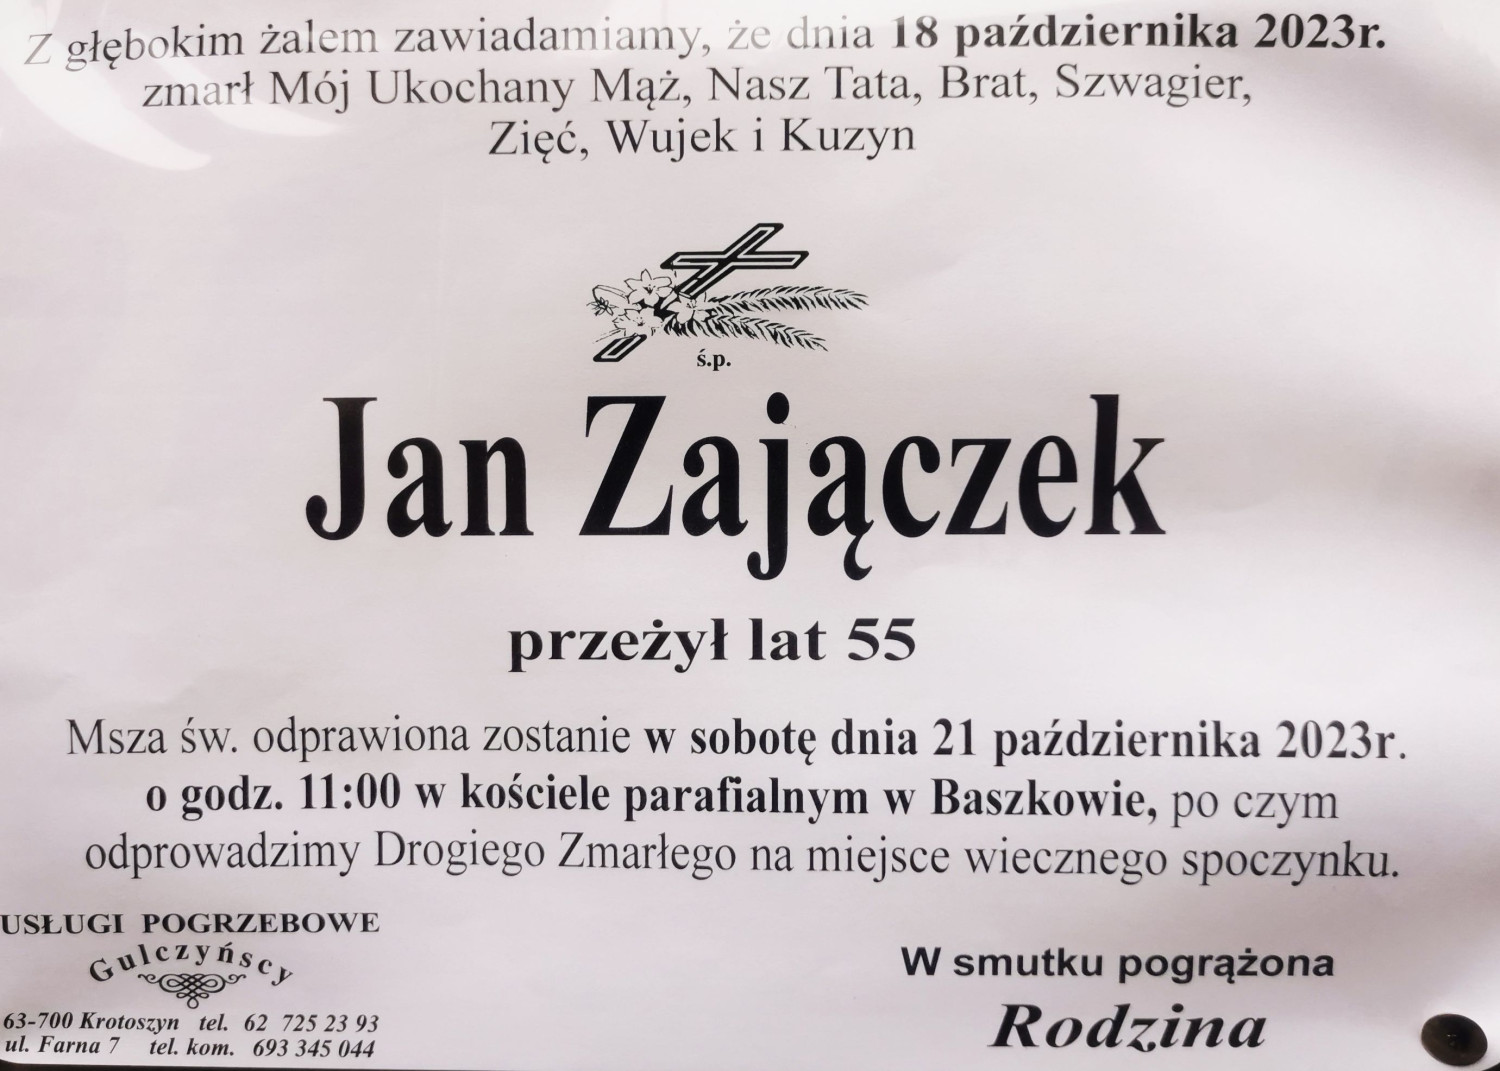 Z głębokim żalem zawiadamiamy, że dnia 18 października 2023r.
zmarł Mój Ukochany Mąż, Nasz Tata, Brat, Szwagier,
Zięć, Wujek i Kuzyn
ś.p.
Jan Zajączek
przeżył lat 55
Msza św. odprawiona zostanie w sobotę dnia 21 października 2023r.
o godz. 11:00 w kościele parafialnym w Baszkowie, po czym
odprowadzimy Drogiego Zmarłego na miejsce wiecznego spoczynku.
USŁUGI POGRZEBOWE
Gulczyńscy
63-700 Krotoszyn tel. 62 725 23 93
ul. Farna 7 tel. kom. 693 345 044
W smutku pogrążona
Rodzina